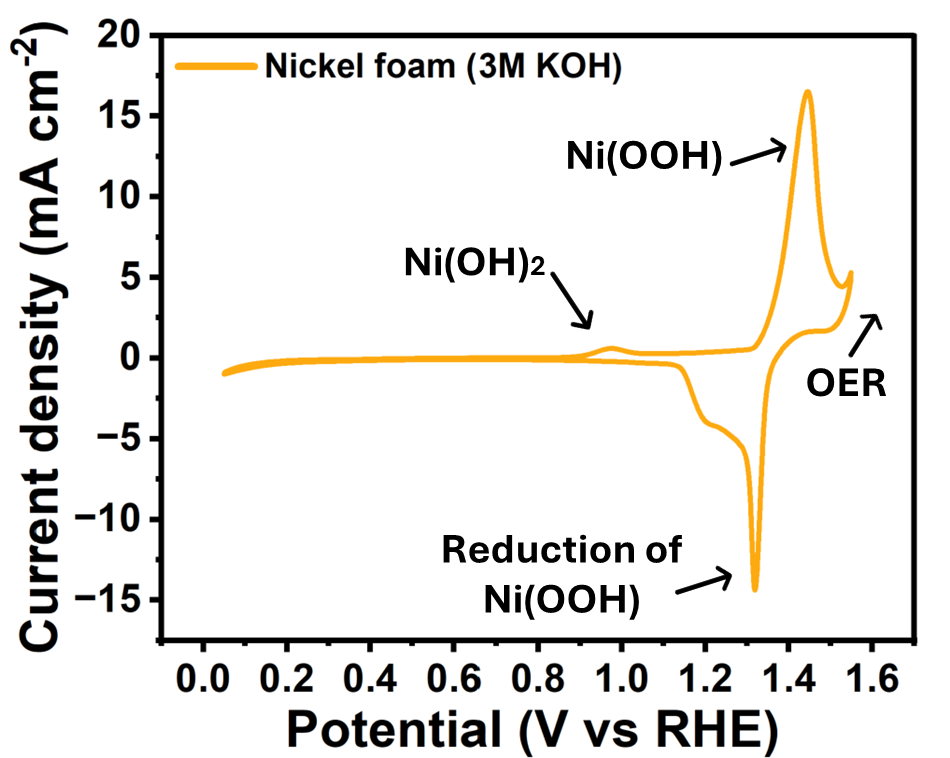 Nickel foam (3M KOH)
Current density (mA cm⁻²)
20
15
10
5
0
−5
−10
−15
Ni(OOH)
Ni(OH)₂
OER
Reduction of
Ni(OOH)
0.0 0.2 0.4 0.6 0.8 1.0 1.2 1.4 1.6
Potential (V vs RHE)